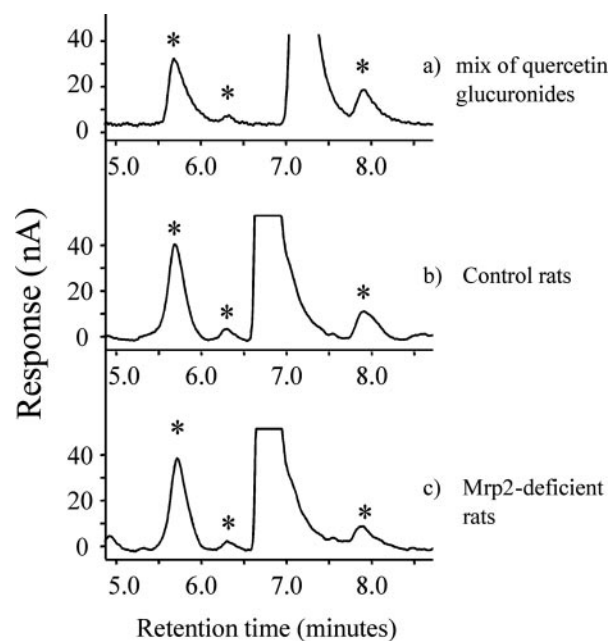 40
20
0
*
*
*
a) mix of quercetin
glucuronides
5.0 6.0 7.0 8.0
40
20
0
*
*
*
b) Control rats
5.0 6.0 7.0 8.0
40
20
0
*
*
*
c) Mrp2-deficient
rats
5.0 6.0 7.0 8.0
Response (nA)
Retention time (minutes)